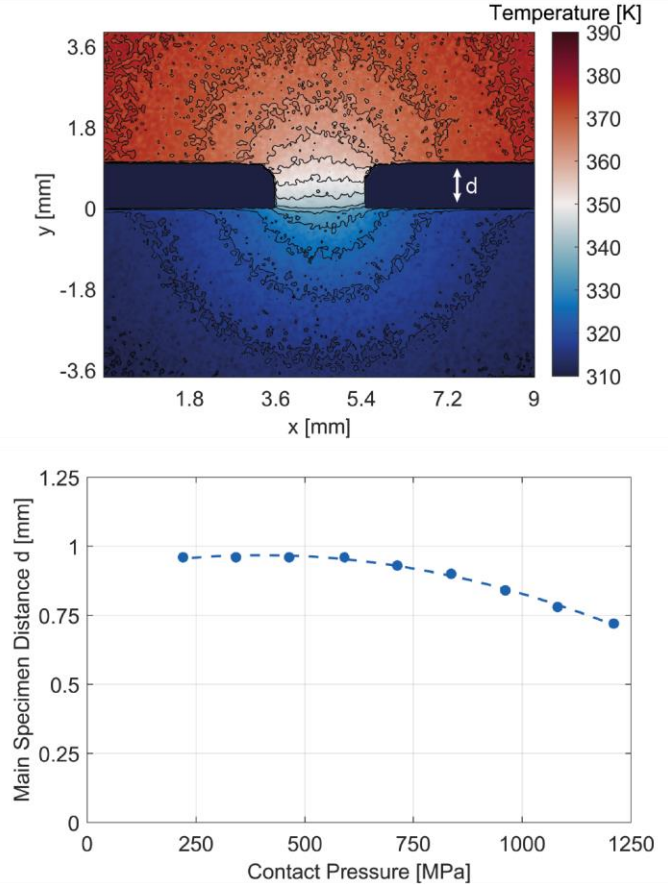 Temperature [K]
3.6
1.8
0
-1.8
-3.6
y [mm]
d
390
380
370
360
350
340
330
320
310
1.8 3.6 5.4 7.2 9
x [mm]
1.25
1
0.75
0.5
0.25
0
Main Specimen Distance d [mm]
0 250 500 750 1000 1250
Contact Pressure [MPa]